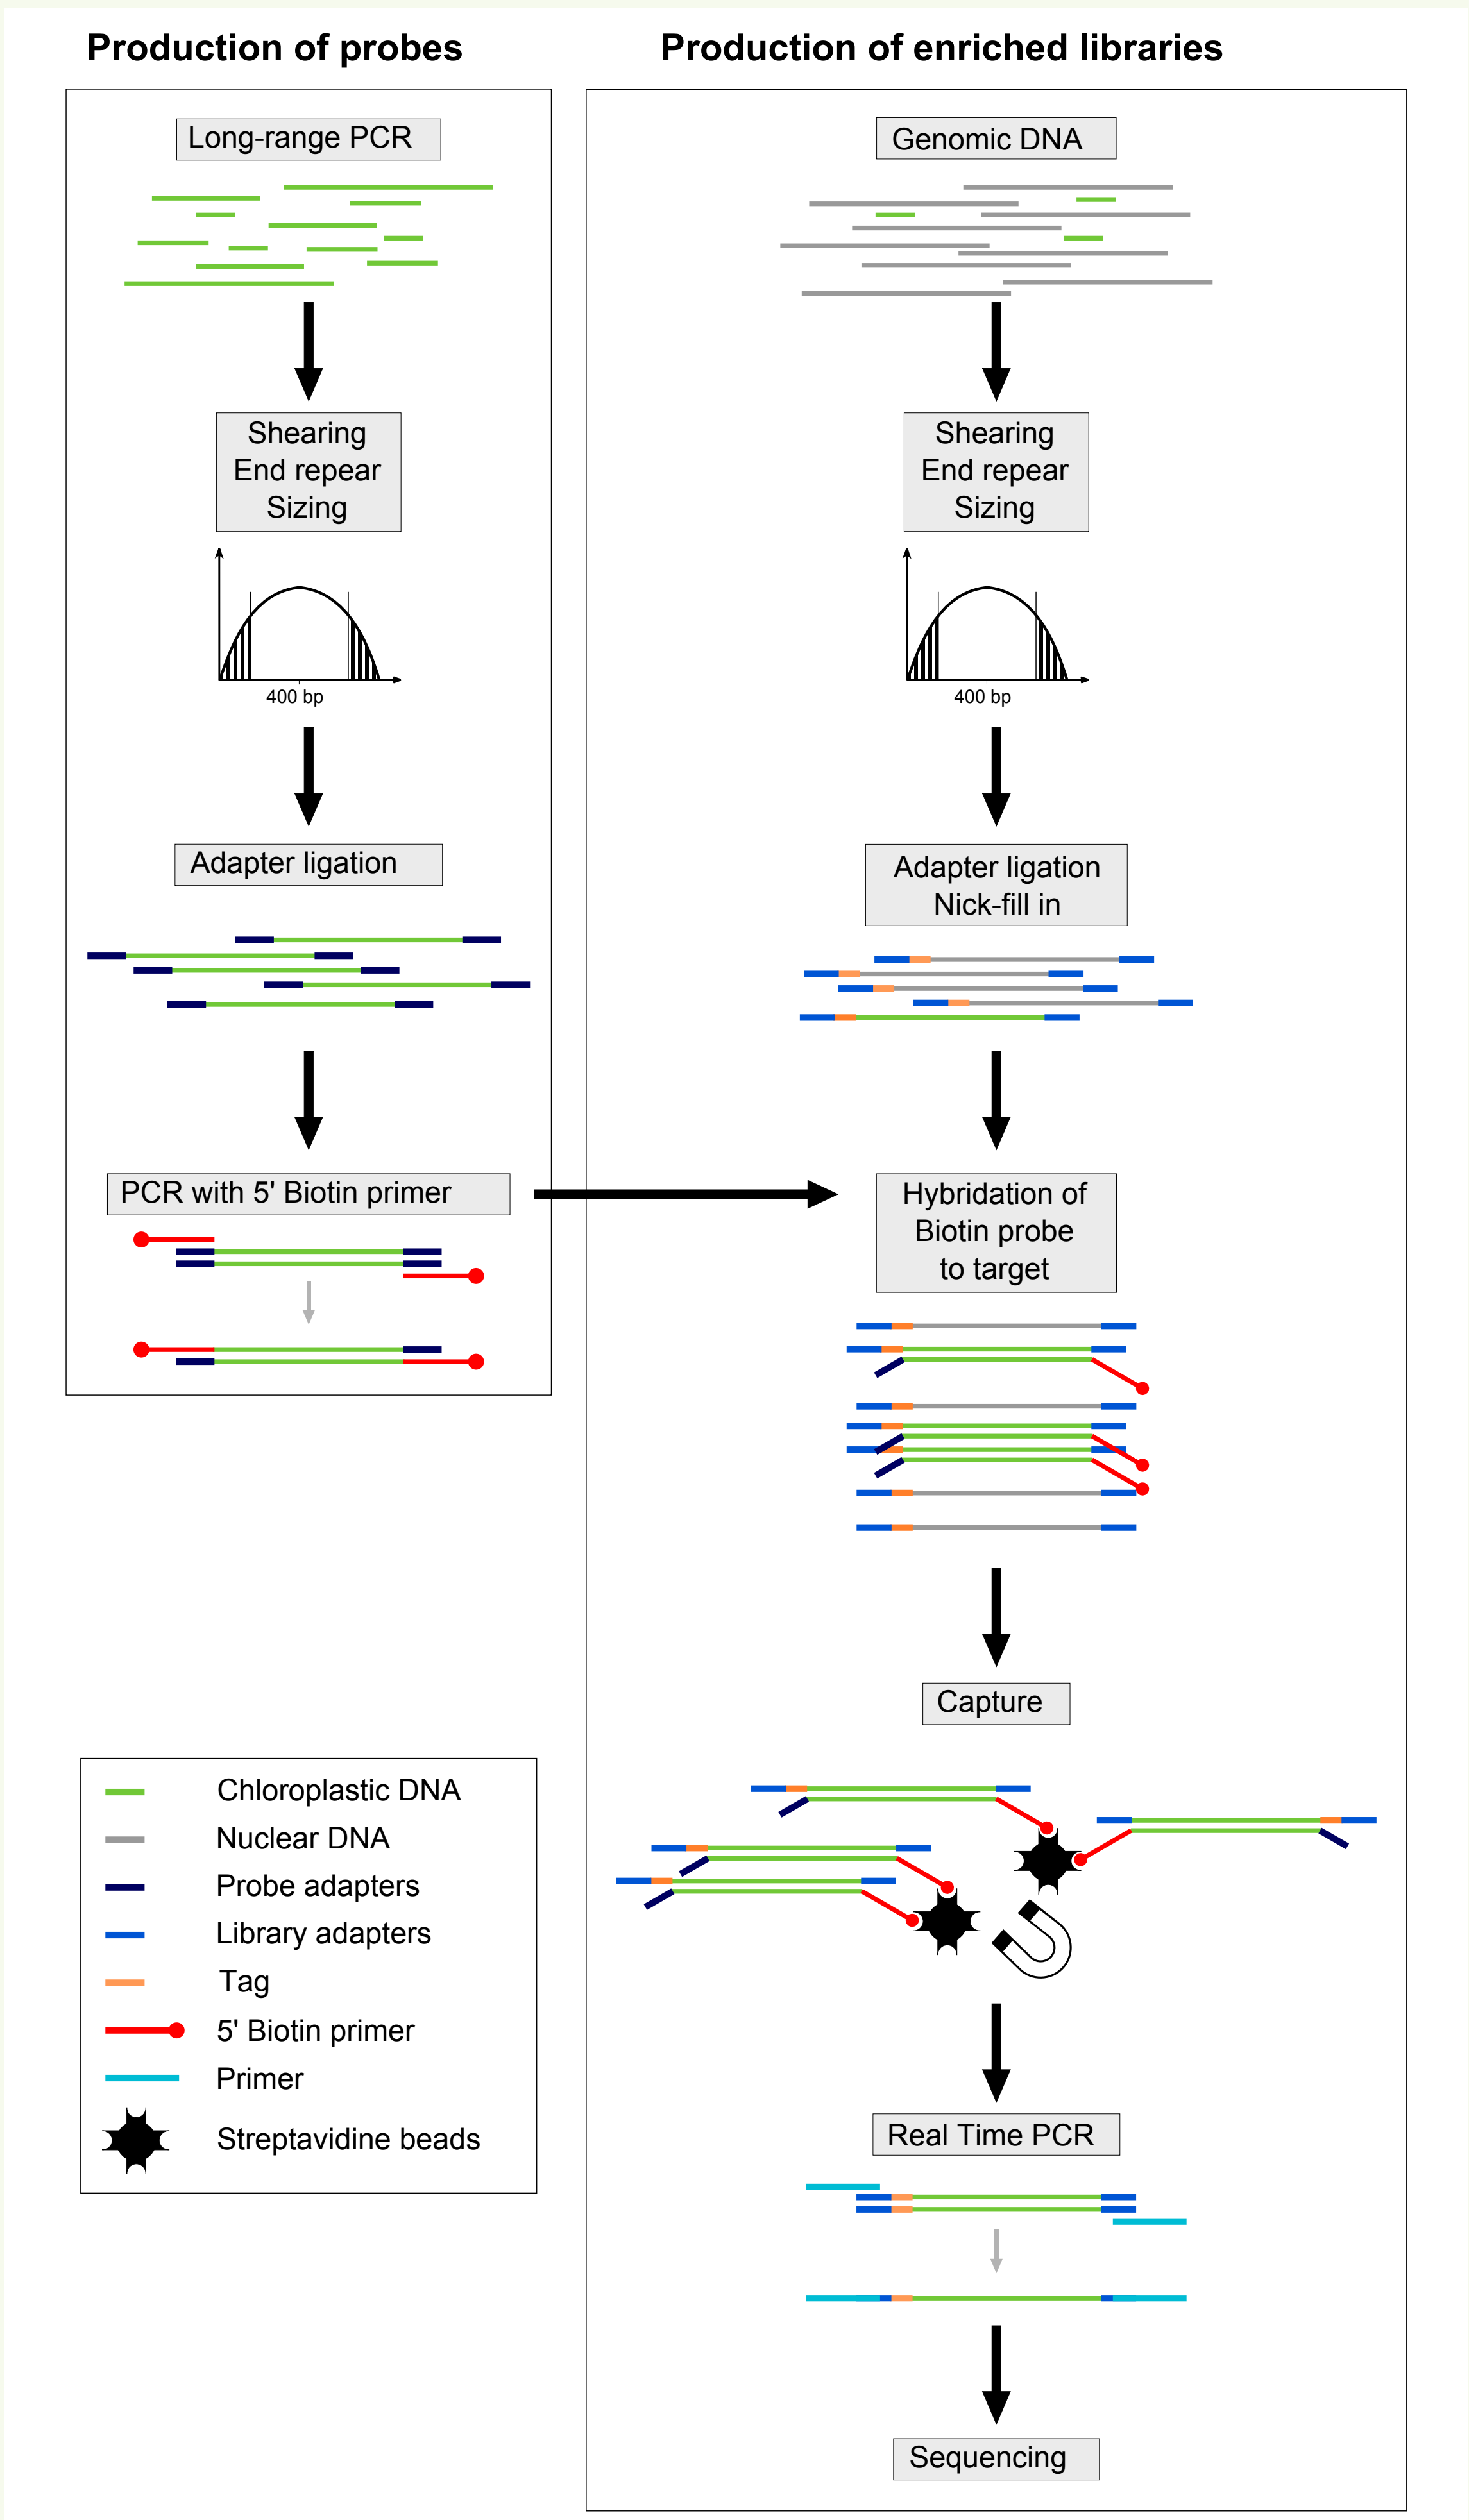 Production of probes
Long-range PCR
Shearing
End repear
Sizing
400 bp
Adapter ligation
PCR with 5' Biotin primer
Production of enriched libraries
Genomic DNA
Shearing
End repear
Sizing
400 bp
Adapter ligation
Nick-fill in
Hybridation of
Biotin probe
to target
Capture
Real Time PCR
Sequencing
Chloroplastic DNA
Nuclear DNA
Probe adapters
Library adapters
Tag
5' Biotin primer
Primer
Streptavidine beads